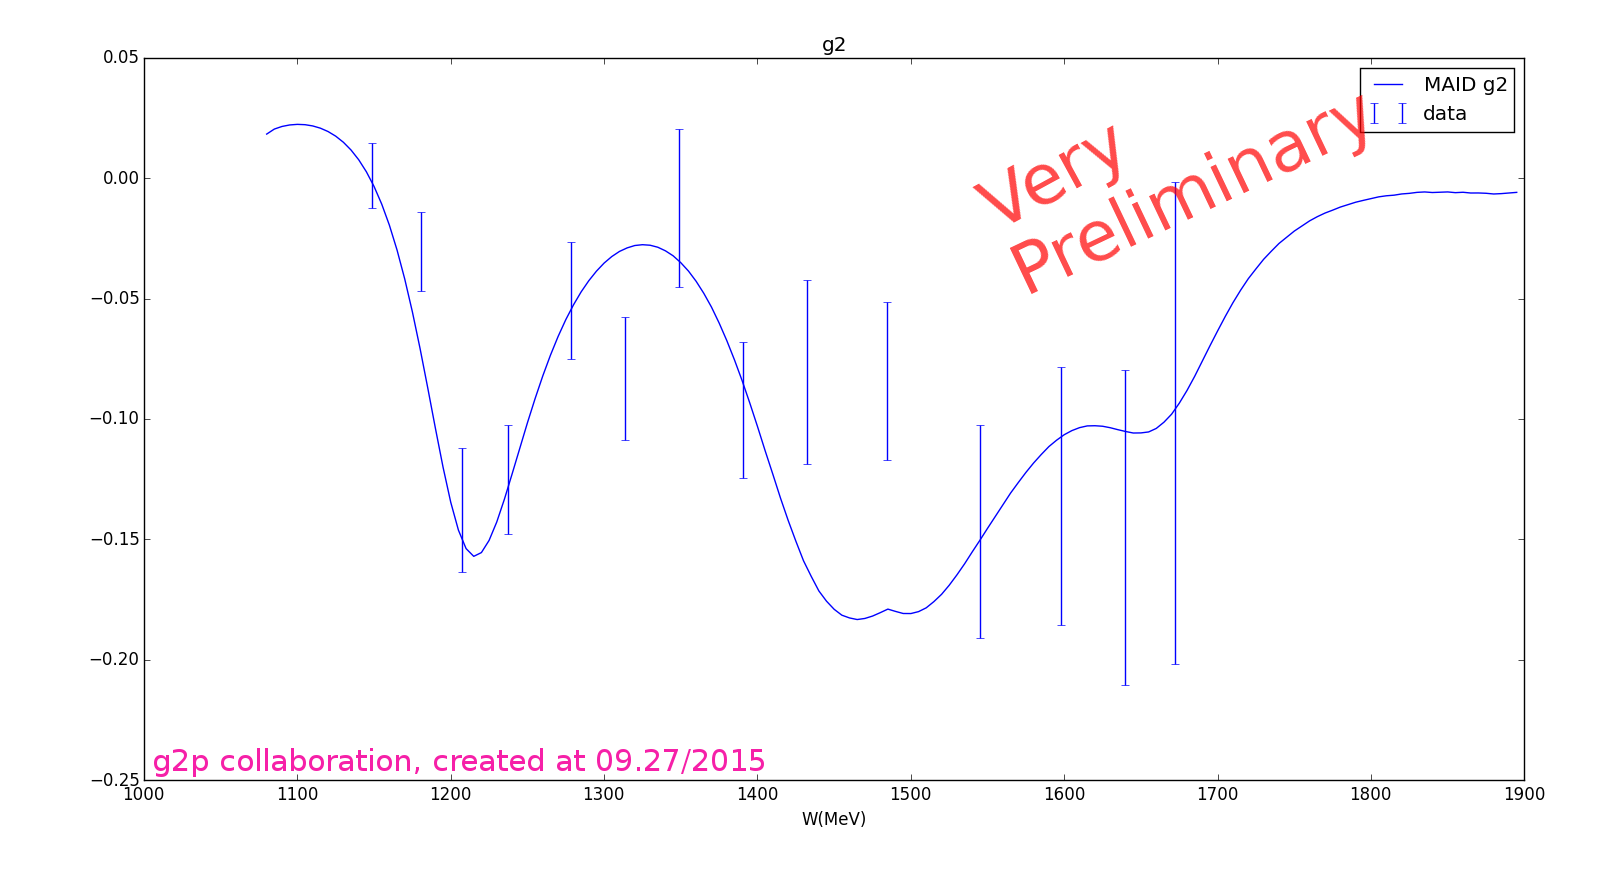 g2
0.05
0.00
−0.05
−0.10
−0.15
−0.20
−0.25
MAID g2
data
Very
Preliminary
g2p collaboration, created at 09.27/2015
1000 1100 1200 1300 1400 1500 1600 1700 1800 1900
W(MeV)